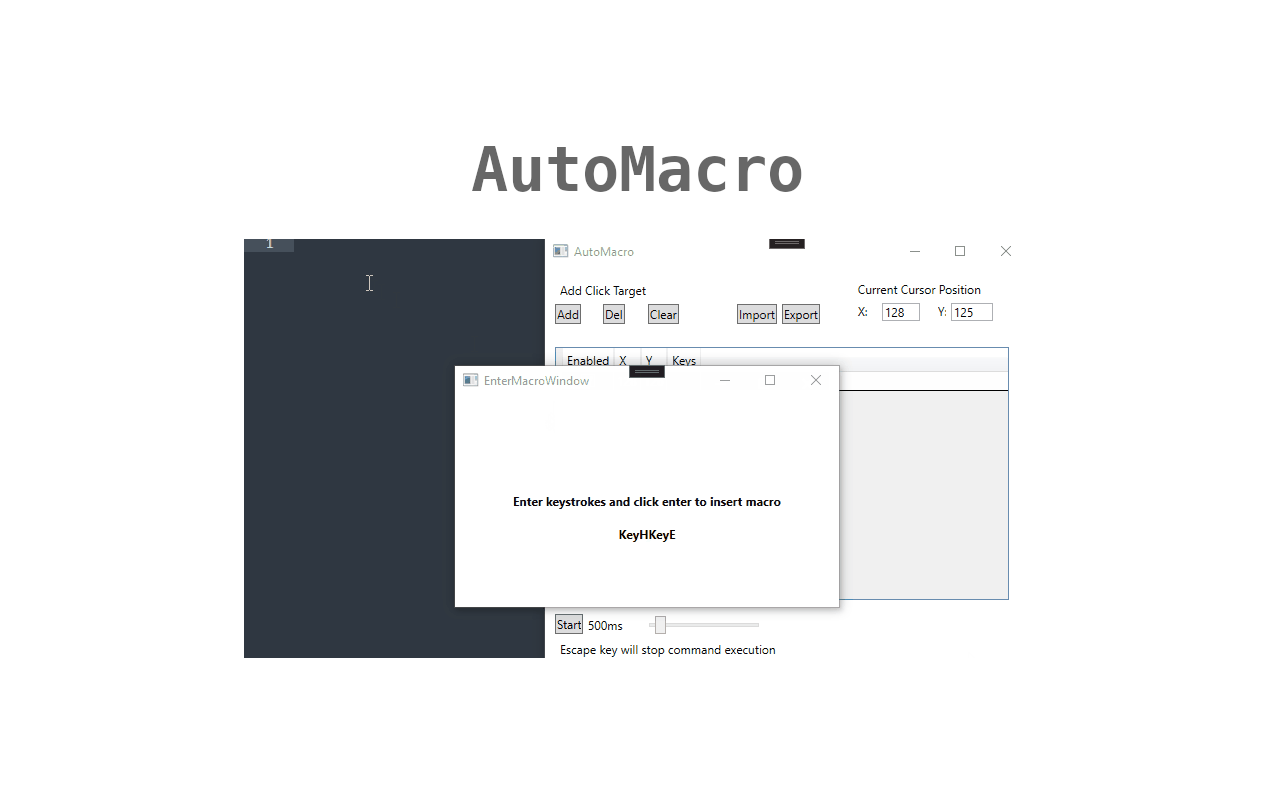 AutoMacro
1
AutoMacro
Add Click Target
Current Cursor Position
Add Del Clear Import Export X: 128 Y: 125
Enabled X Y Keys
EnterMacroWindow
Enter keystrokes and click enter to insert macro
KeyHKeyE
Start 500ms
Escape key will stop command execution